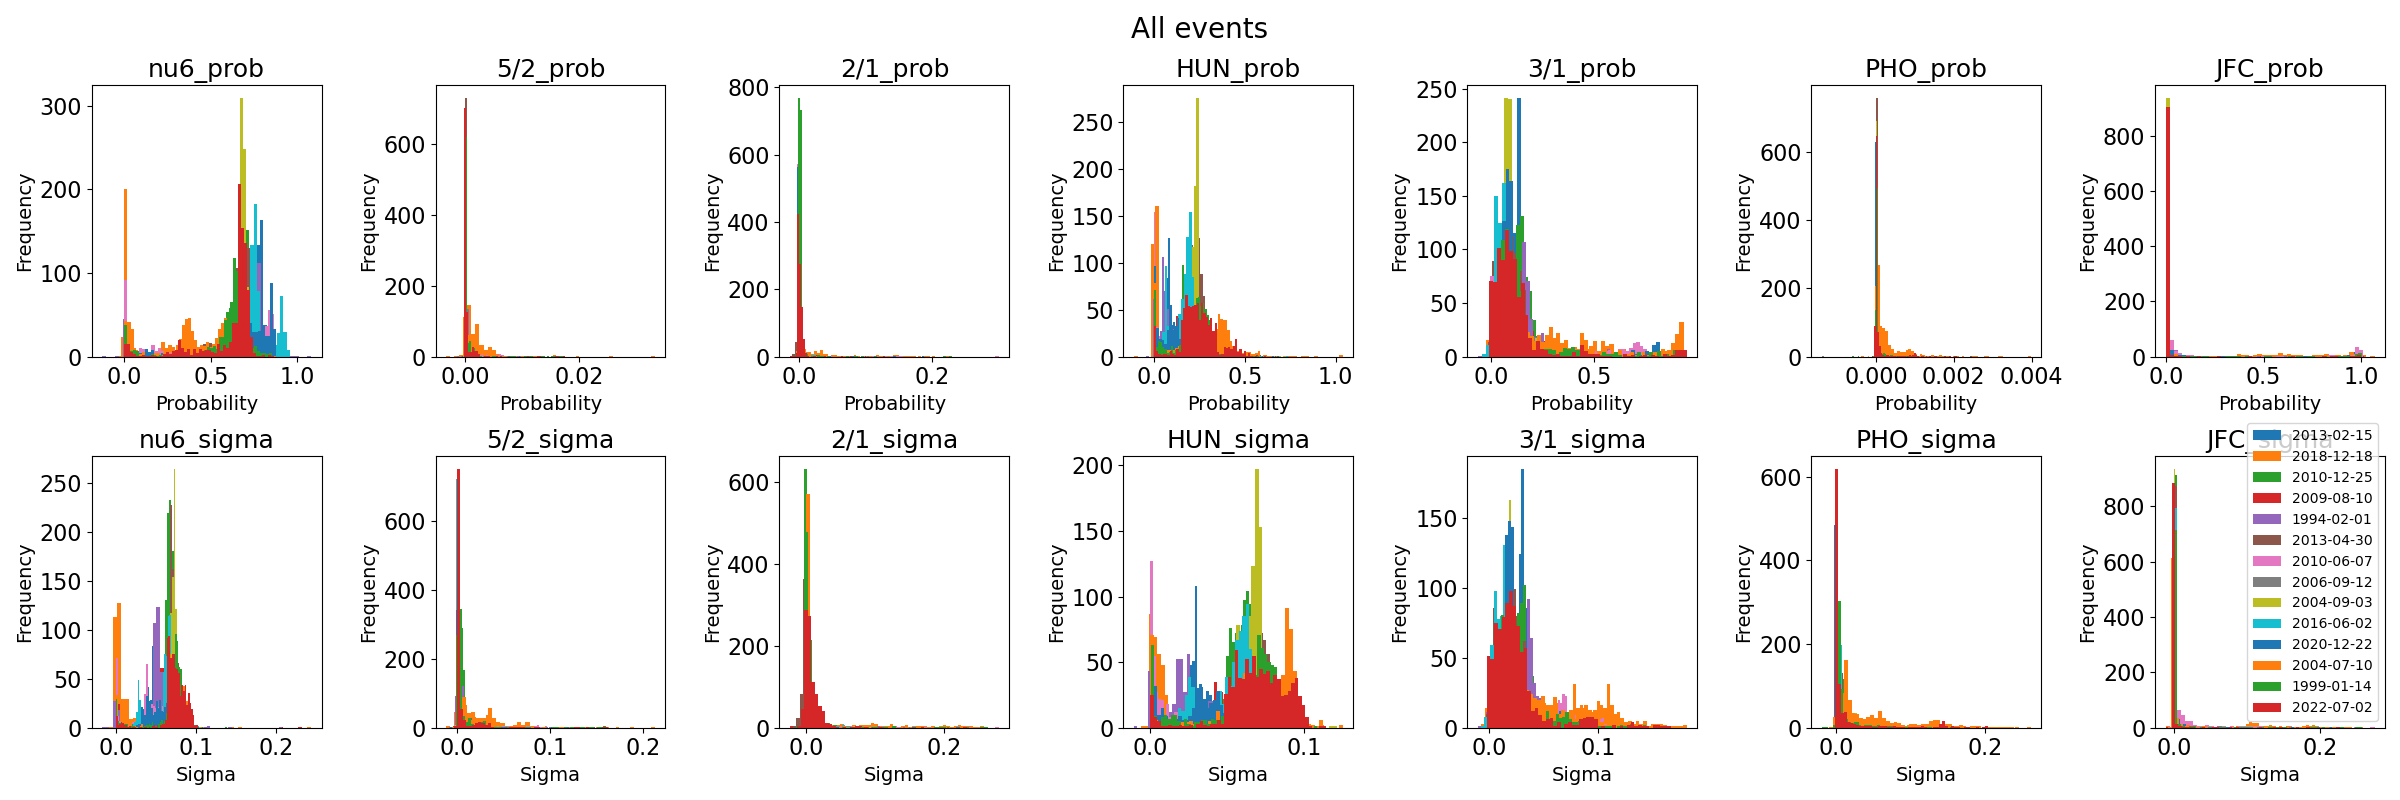 All events
nu6_prob 5/2_prob 2/1_prob HUN_prob 3/1_prob PHO_prob JFC_prob
Frequency
300
200
100
0
0.0 0.5 1.0
Probability
Frequency
600
400
200
0
0.00 0.02
Probability
Frequency
800
600
400
200
0
0.0 0.2
Probability
Frequency
250
200
150
100
50
0
0.0 0.5 1.0
Probability
Frequency
250
200
150
100
50
0
0.0 0.5
Probability
Frequency
600
400
200
0
0.000 0.002 0.004
Probability
Frequency
800
600
400
200
0
0.0 0.5 1.0
Probability
nu6_sigma 5/2_sigma 2/1_sigma HUN_sigma 3/1_sigma PHO_sigma JFC_sigma
Frequency
250
200
150
100
50
0
0.0 0.1 0.2
Sigma
Frequency
600
400
200
0
0.0 0.1 0.2
Sigma
Frequency
600
400
200
0
0.0 0.2
Sigma
Frequency
200
150
100
50
0
0.0 0.1
Sigma
Frequency
150
100
50
0
0.0 0.1
Sigma
Frequency
600
400
200
0
0.0 0.2
Sigma
Frequency
800
600
400
200
0
0.0 0.2
Sigma
2013-02-15
2018-12-18
2010-12-25
2009-08-10
1994-02-01
2013-04-30
2010-06-07
2006-09-12
2004-09-03
2016-06-02
2020-12-22
2004-07-10
1999-01-14
2022-07-02